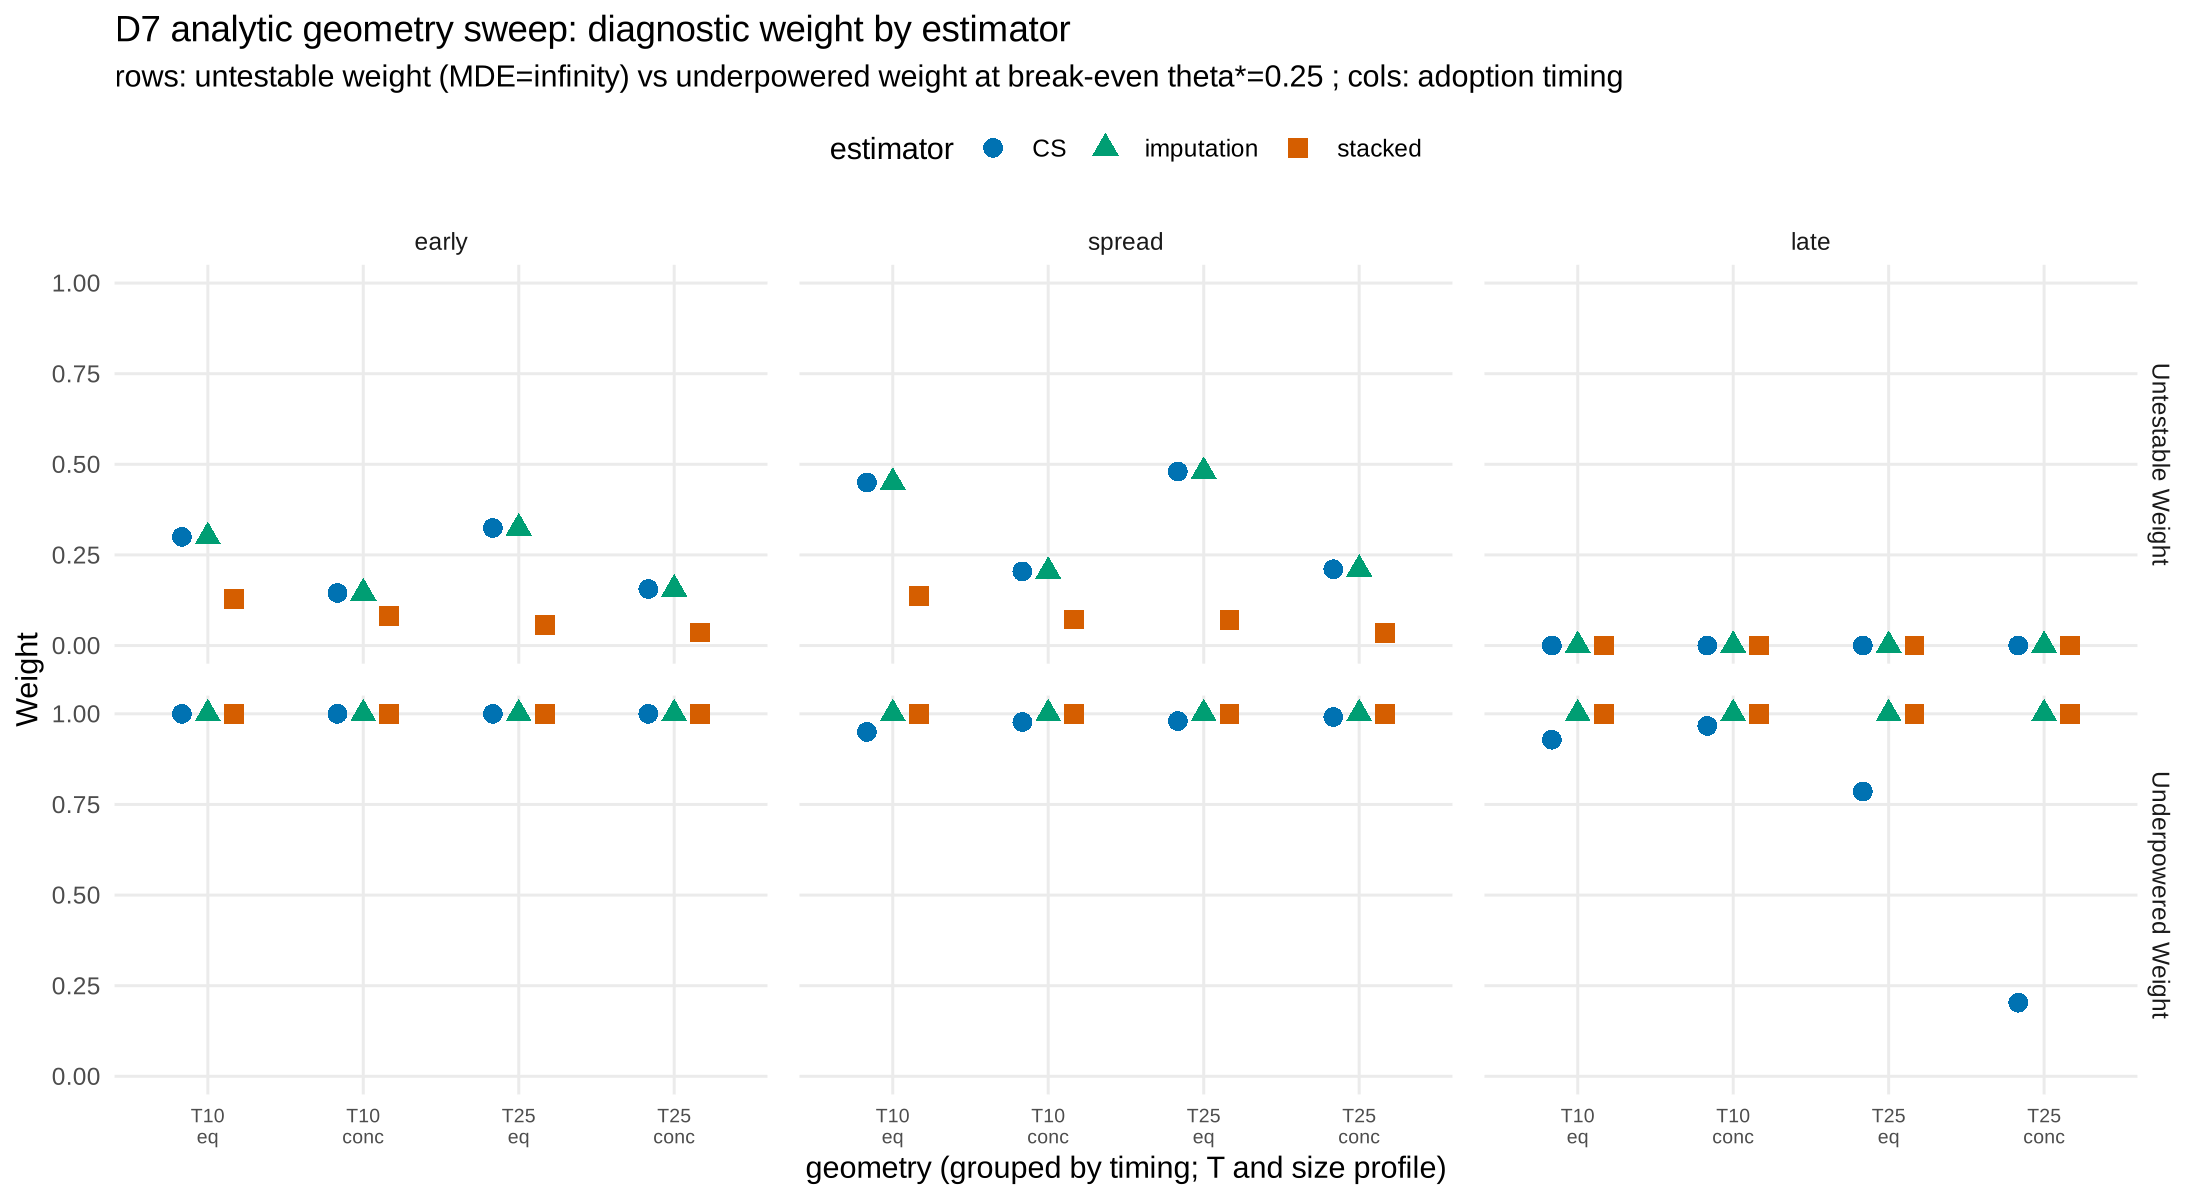 D7 analytic geometry sweep: diagnostic weight by estimator
rows: untestable weight (MDE=infinity) vs underpowered weight at break-even theta*=0.25 ; cols: adoption timing
estimator CS imputation stacked
early spread late
1.00
0.75
0.50
0.25
0.00
Untestable Weight
Weight
1.00
0.75
0.50
0.25
0.00
Underpowered Weight
T10 T10 T25 T25 T10 T10 T25 T25 T10 T10 T25 T25
eq conc eq conc eq conc eq conc eq conc eq conc
geometry (grouped by timing; T and size profile)